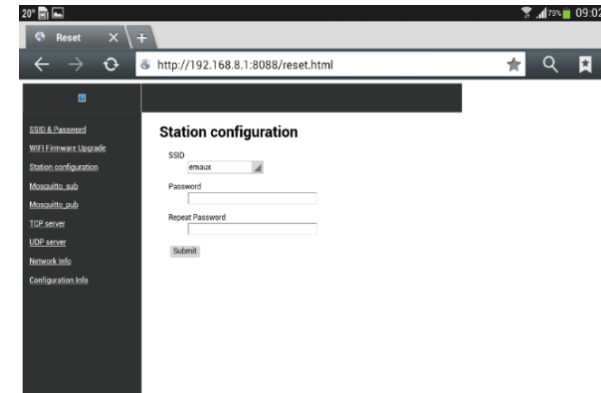 20°
79% 09:02
Reset
http://192.168.8.1:8088/reset.html
SSID & Password
WIFI Firmware Upgrade
Station configuration
Mosquitto_sub
Mosquitto_pub
TCP server
UDP server
Network Info
Configuration Info
Station configuration
SSID
emaux
Password
Repeat Password
Submit